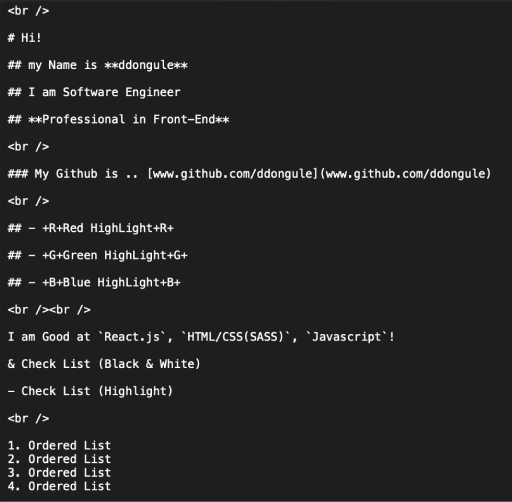 <br />
# Hi!
## my Name is **ddongule**
## I am Software Engineer
## **Professional in Front-End**
<br />
### My Github is .. [www.github.com/ddongule](www.github.com/ddongule)
<br />
## - +R+Red HighLight+R+
## - +G+Green HighLight+G+
## - +B+Blue HighLight+B+
<br /><br />
I am Good at `React.js`, `HTML/CSS(SASS)`, `Javascript`!
& Check List (Black & White)
- Check List (Highlight)
<br />
1. Ordered List
2. Ordered List
3. Ordered List
4. Ordered List